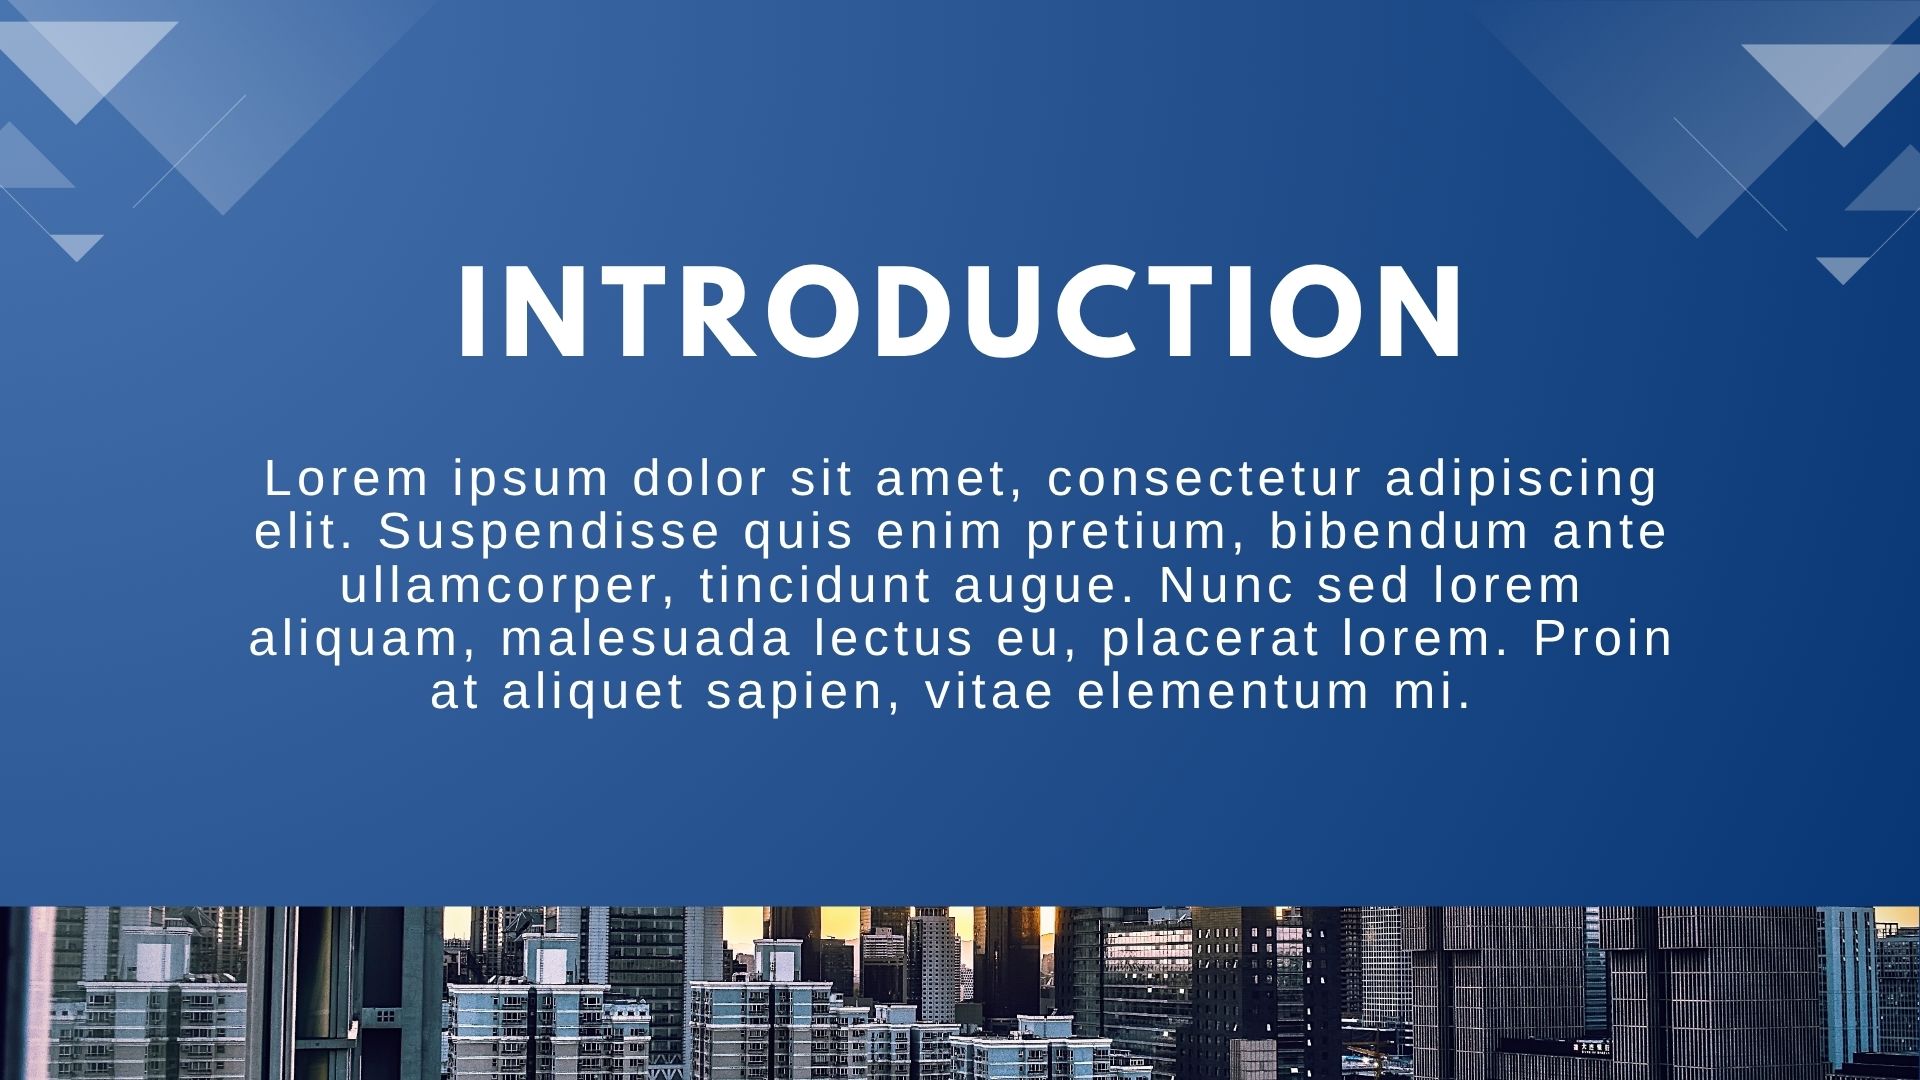 INTRODUCTION
Lorem ipsum dolor sit amet, consectetur adipiscing
elit. Suspendisse quis enim pretium, bibendum ante
ullamcorper, tincidunt augue. Nunc sed lorem
aliquam, malesuada lectus eu, placerat lorem. Proin
at aliquet sapien, vitae elementum mi.